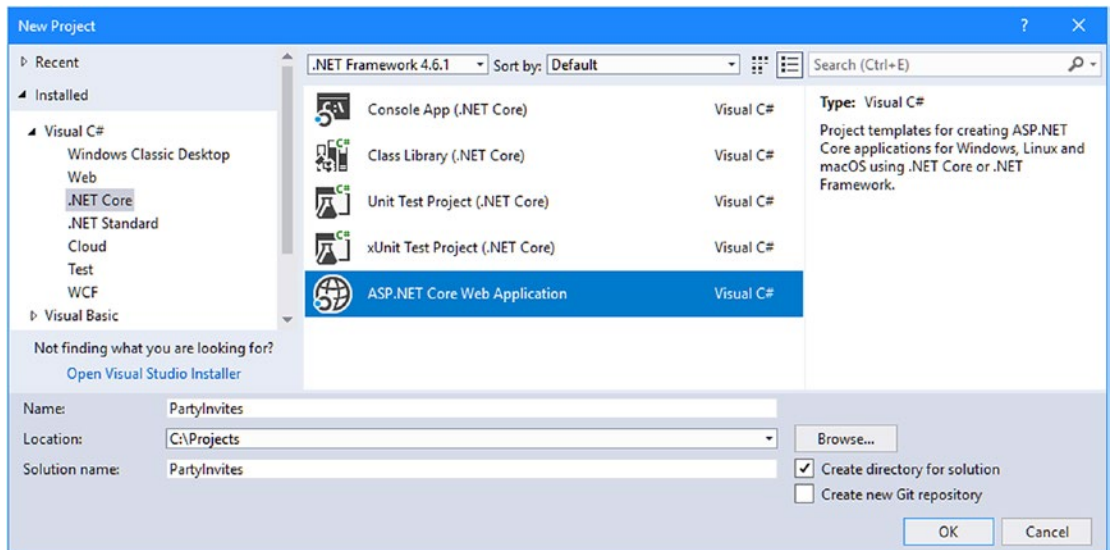 New Project
?
Recent
Installed
Visual C#
Windows Classic Desktop
Web
.NET Core
.NET Standard
Cloud
Test
WCF
Visual Basic
Not finding what you are looking for?
Open Visual Studio Installer
.NET Framework 4.6.1 Sort by: Default
Search (Ctrl+E)
Console App (.NET Core) Visual C#
Class Library (.NET Core) Visual C#
Unit Test Project (.NET Core) Visual C#
xUnit Test Project (.NET Core) Visual C#
ASP.NET Core Web Application Visual C#
Type: Visual C#
Project templates for creating ASP.NET
Core applications for Windows, Linux and
macOS using .NET Core or .NET
Framework.
Name: PartyInvites
Location: C:\Projects
Browse...
Solution name: PartyInvites
Create directory for solution
Create new Git repository
OK Cancel